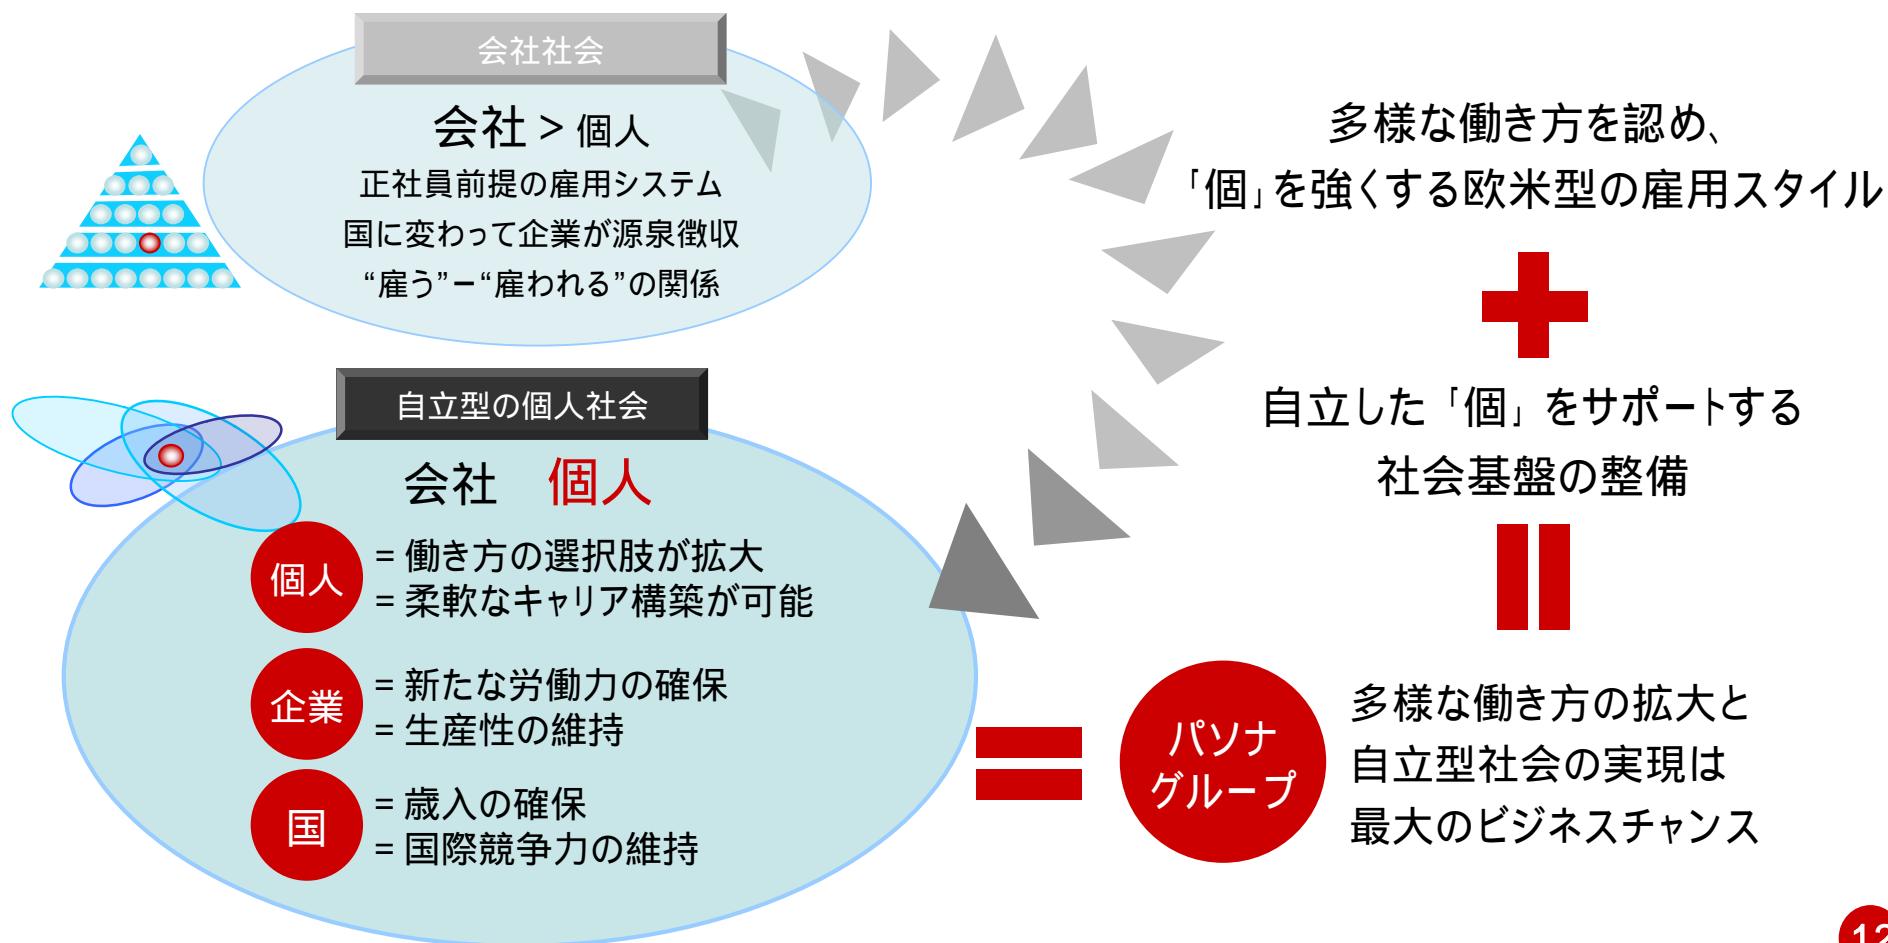 会社社会
会社 > 個人
正社員前提の雇用システム
国に変わって企業が源泉徴収
“雇う”ー“雇われる”の関係
自立型の個人社会
会社 個人
個人
= 働き方の選択肢が拡大
= 柔軟なキャリア構築が可能
企業
= 新たな労働力の確保
= 生産性の維持
国
= 歳入の確保
= 国際競争力の維持
多様な働き方を認め、
「個」を強くする欧米型の雇用スタイル
自立した「個」をサポートする
社会基盤の整備
パソナ
グループ
多様な働き方の拡大と
自立型社会の実現は
最大のビジネスチャンス
12